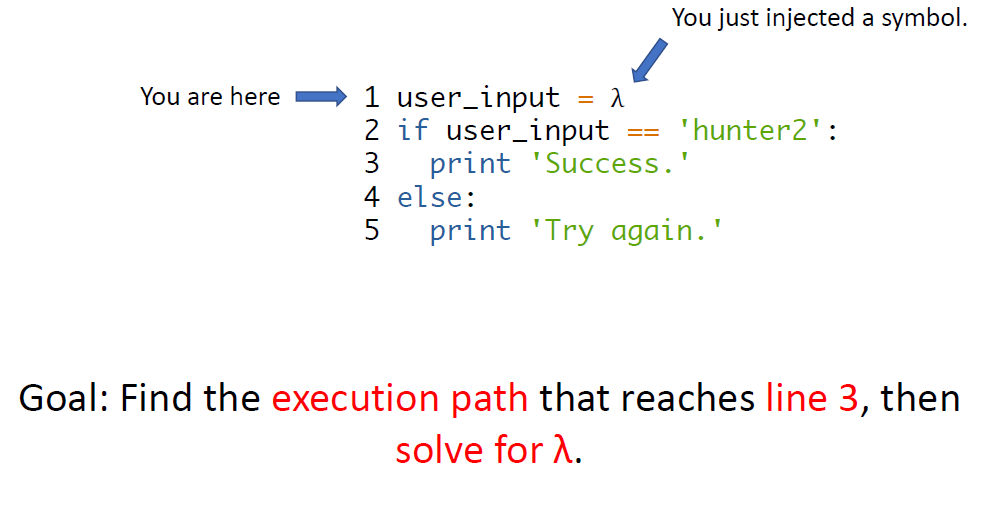 You just injected a symbol.
You are here
1 user_input = λ
2 if user_input == 'hunter2':
3   print 'Success.'
4 else:
5   print 'Try again.'
Goal: Find the execution path that reaches line 3, then
solve for λ.